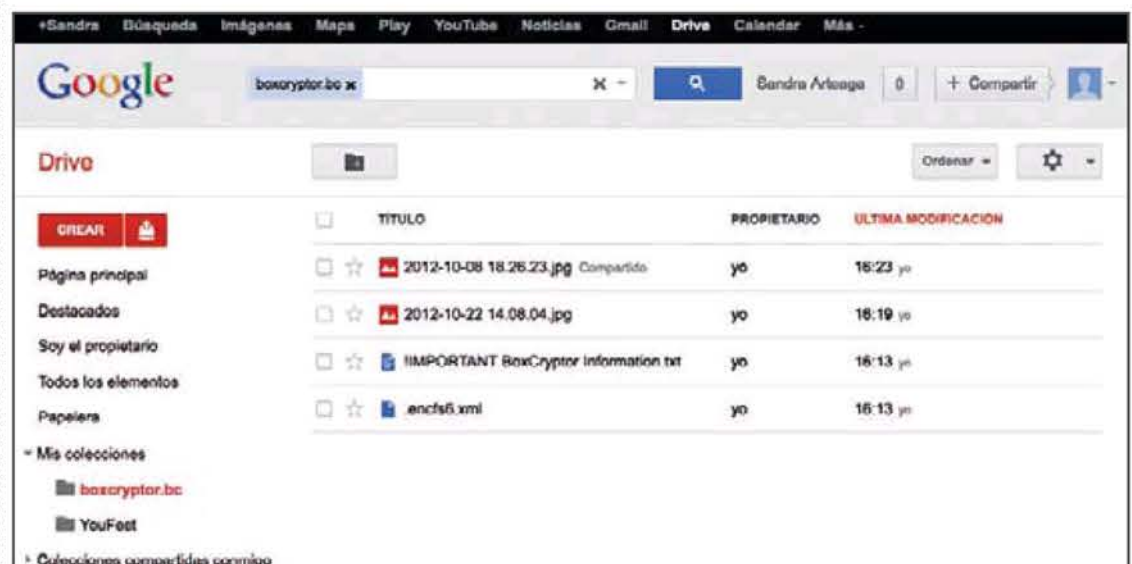 +Sandra Búsqueda Imágenes Maps Play YouTube Noticias Gmail Drive Calendar Más
Google boxcryptor.bc x Sandra Arteaga 0 + Compartir
Drive Ordenar
CREAR TÍTULO PROPIETARIO ÚLTIMA MODIFICACIÓN
Página principal
Destacados
Soy el propietario
Todos los elementos
Papelera
Mis colecciones
boxcryptor.bc
YouFest
Colecciones compartidas conmigo
2012-10-08 18.26.23.jpg Compartido yo 16:23 yo
2012-10-22 14.08.04.jpg yo 16:19 yo
!!IMPORTANT BoxCryptor Information.txt yo 16:13 yo
.encfs6.xml yo 16:13 yo